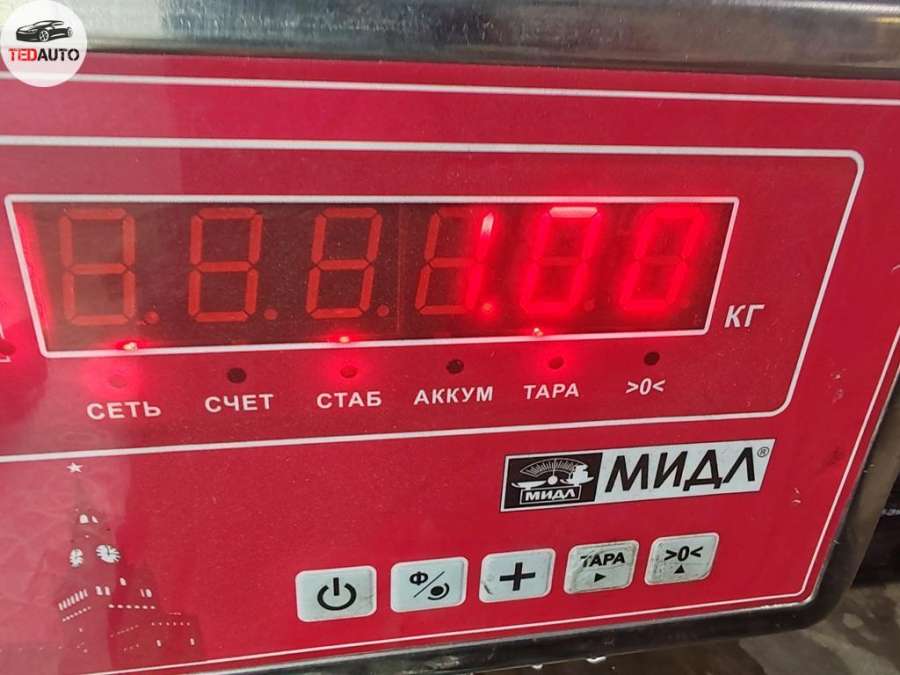 TEDAUTO
100
КГ
СЕТЬ СЧЕТ СТАБ АККУМ ТАРА >0<
МИДЛ
МИДЛ®
Ф ТАРА >0<